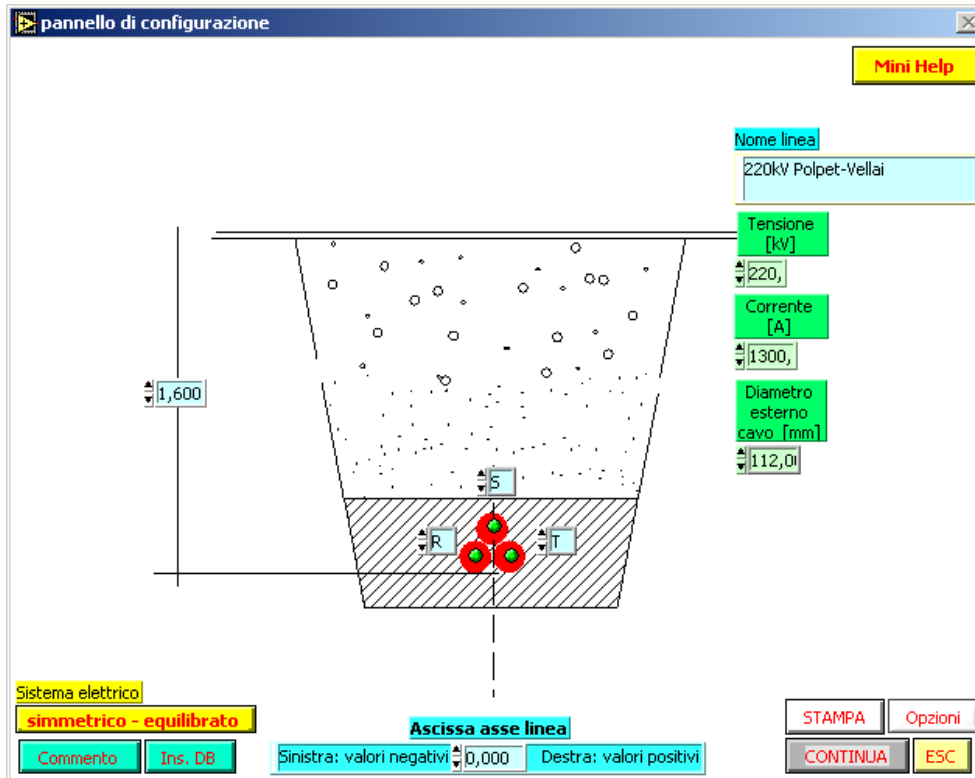 pannello di configurazione
Mini Help
Nome linea
220kV Polpet-Vellai
Tensione
[kV]
220,
Corrente
[A]
1300,
Diametro
esterno
cavo [mm]
112,0
1,600
S
R
T
Sistema elettrico
simmetrico - equilibrato
Commento
Ins. DB
Ascissa asse linea
Sinistra: valori negativi
0,000
Destra: valori positivi
STAMPA
Opzioni
CONTINUA
ESC